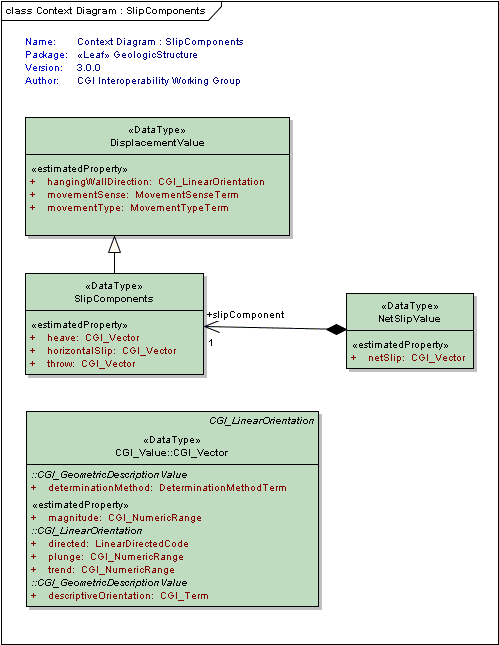 class Context Diagram : SlipComponents
Name: Context Diagram : SlipComponents
Package: «Leaf» GeologicStructure
Version: 3.0.0
Author: CGI Interoperability Working Group
«DataType»
DisplacementValue
«estimatedProperty»
+ hangingWallDirection: CGI_LinearOrientation
+ movementSense: MovementSenseTerm
+ movementType: MovementTypeTerm
«DataType»
SlipComponents
«estimatedProperty»
+ heave: CGI_Vector
+ horizontalSlip: CGI_Vector
+ throw: CGI_Vector
+slipComponent
1
«DataType»
NetSlipValue
«estimatedProperty»
+ netSlip: CGI_Vector
CGI_LinearOrientation
«DataType»
CGI_Value::CGI_Vector
::CGI_GeometricDescriptionValue
+ determinationMethod: DeterminationMethodTerm
«estimatedProperty»
+ magnitude: CGI_NumericRange
::CGI_LinearOrientation
+ directed: LinearDirectedCode
+ plunge: CGI_NumericRange
+ trend: CGI_NumericRange
::CGI_GeometricDescriptionValue
+ descriptiveOrientation: CGI_Term